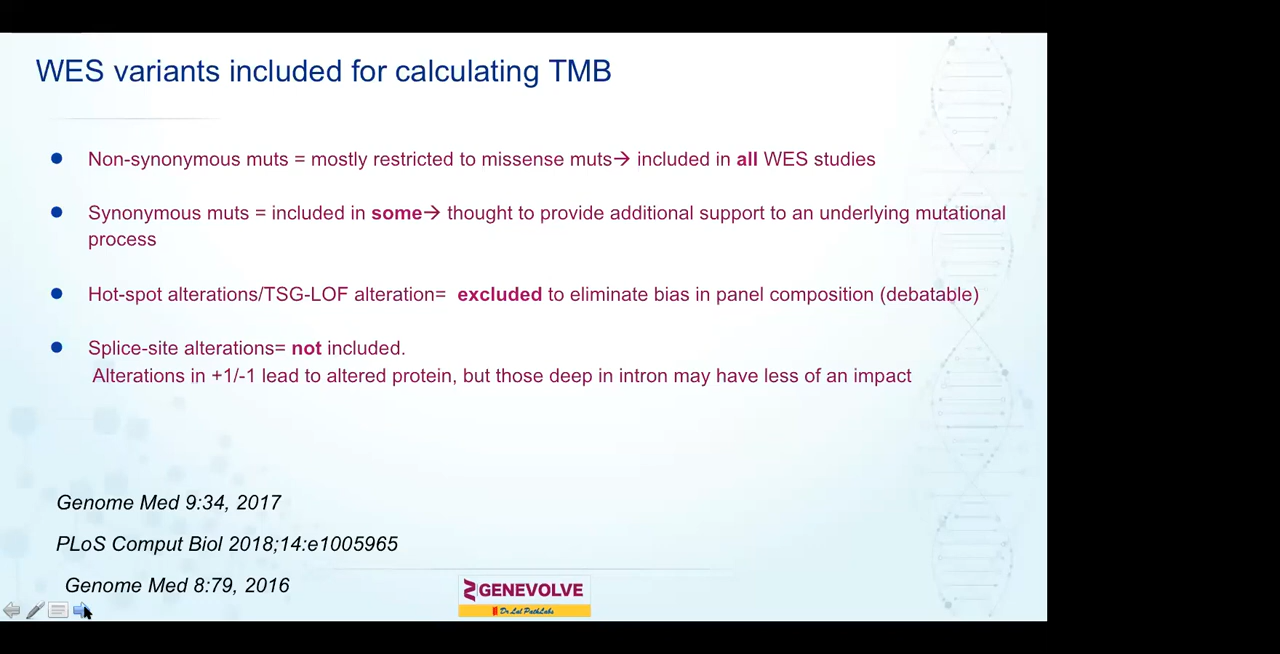 WES variants included for calculating TMB
Non-synonymous muts = mostly restricted to missense muts→ included in all WES studies
Synonymous muts = included in some→ thought to provide additional support to an underlying mutational
process
Hot-spot alterations/TSG-LOF alteration= excluded to eliminate bias in panel composition (debatable)
Splice-site alterations= not included.
Alterations in +1/-1 lead to altered protein, but those deep in intron may have less of an impact
Genome Med 9:34, 2017
PLoS Comput Biol 2018;14:e1005965
Genome Med 8:79, 2016
GENEVOLVE
Dr Lal PathLabs